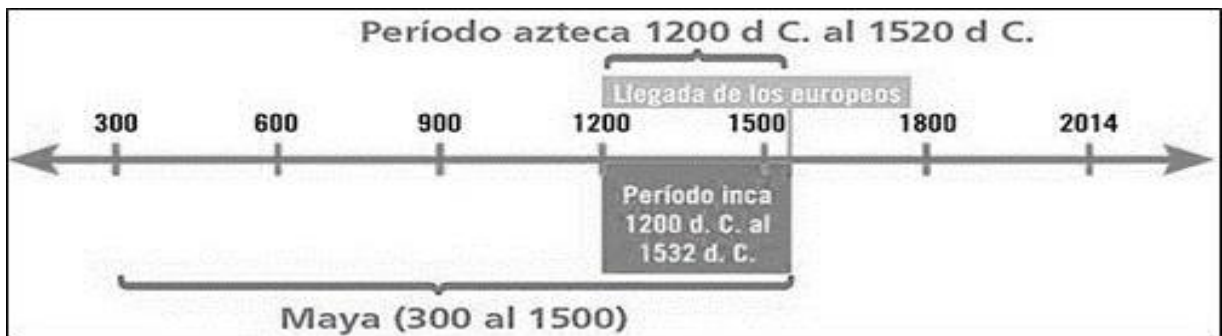 Período azteca 1200 d C. al 1520 d C.
Llegada de los europeos
300 600 900 1200 1500 1800 2014
Período inca
1200 d. C. al
1532 d. C.
Maya (300 al 1500)